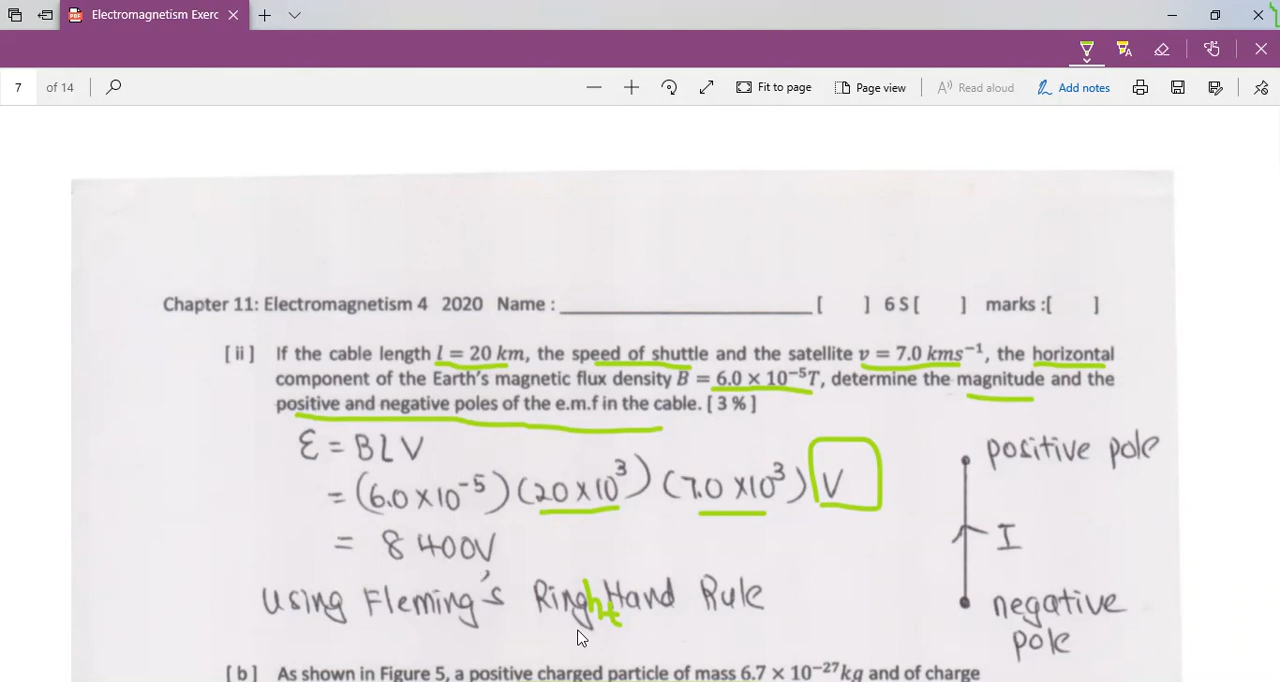 Electromagnetism Exerc
7 of 14 Fit to page Page view Read aloud Add notes
Chapter 11: Electromagnetism 4 2020 Name : ____________________ [ ] 6 S [ ] marks :[ ]
[ ii ] If the cable length l = 20 km, the speed of shuttle and the satellite v = 7.0 kms⁻¹, the horizontal
component of the Earth's magnetic flux density B = 6.0 × 10⁻⁵T, determine the magnitude and the
positive and negative poles of the e.m.f in the cable. [ 3 % ]
ℰ = BLV
= (6.0×10⁻⁵) (20×10³) (7.0×10³) V
= 8400V
positive pole
I
negative
pole
Using Fleming's Ringht Hand Rule
[ b ] As shown in Figure 5, a positive charged particle of mass 6.7 × 10⁻²⁷kg and of charge